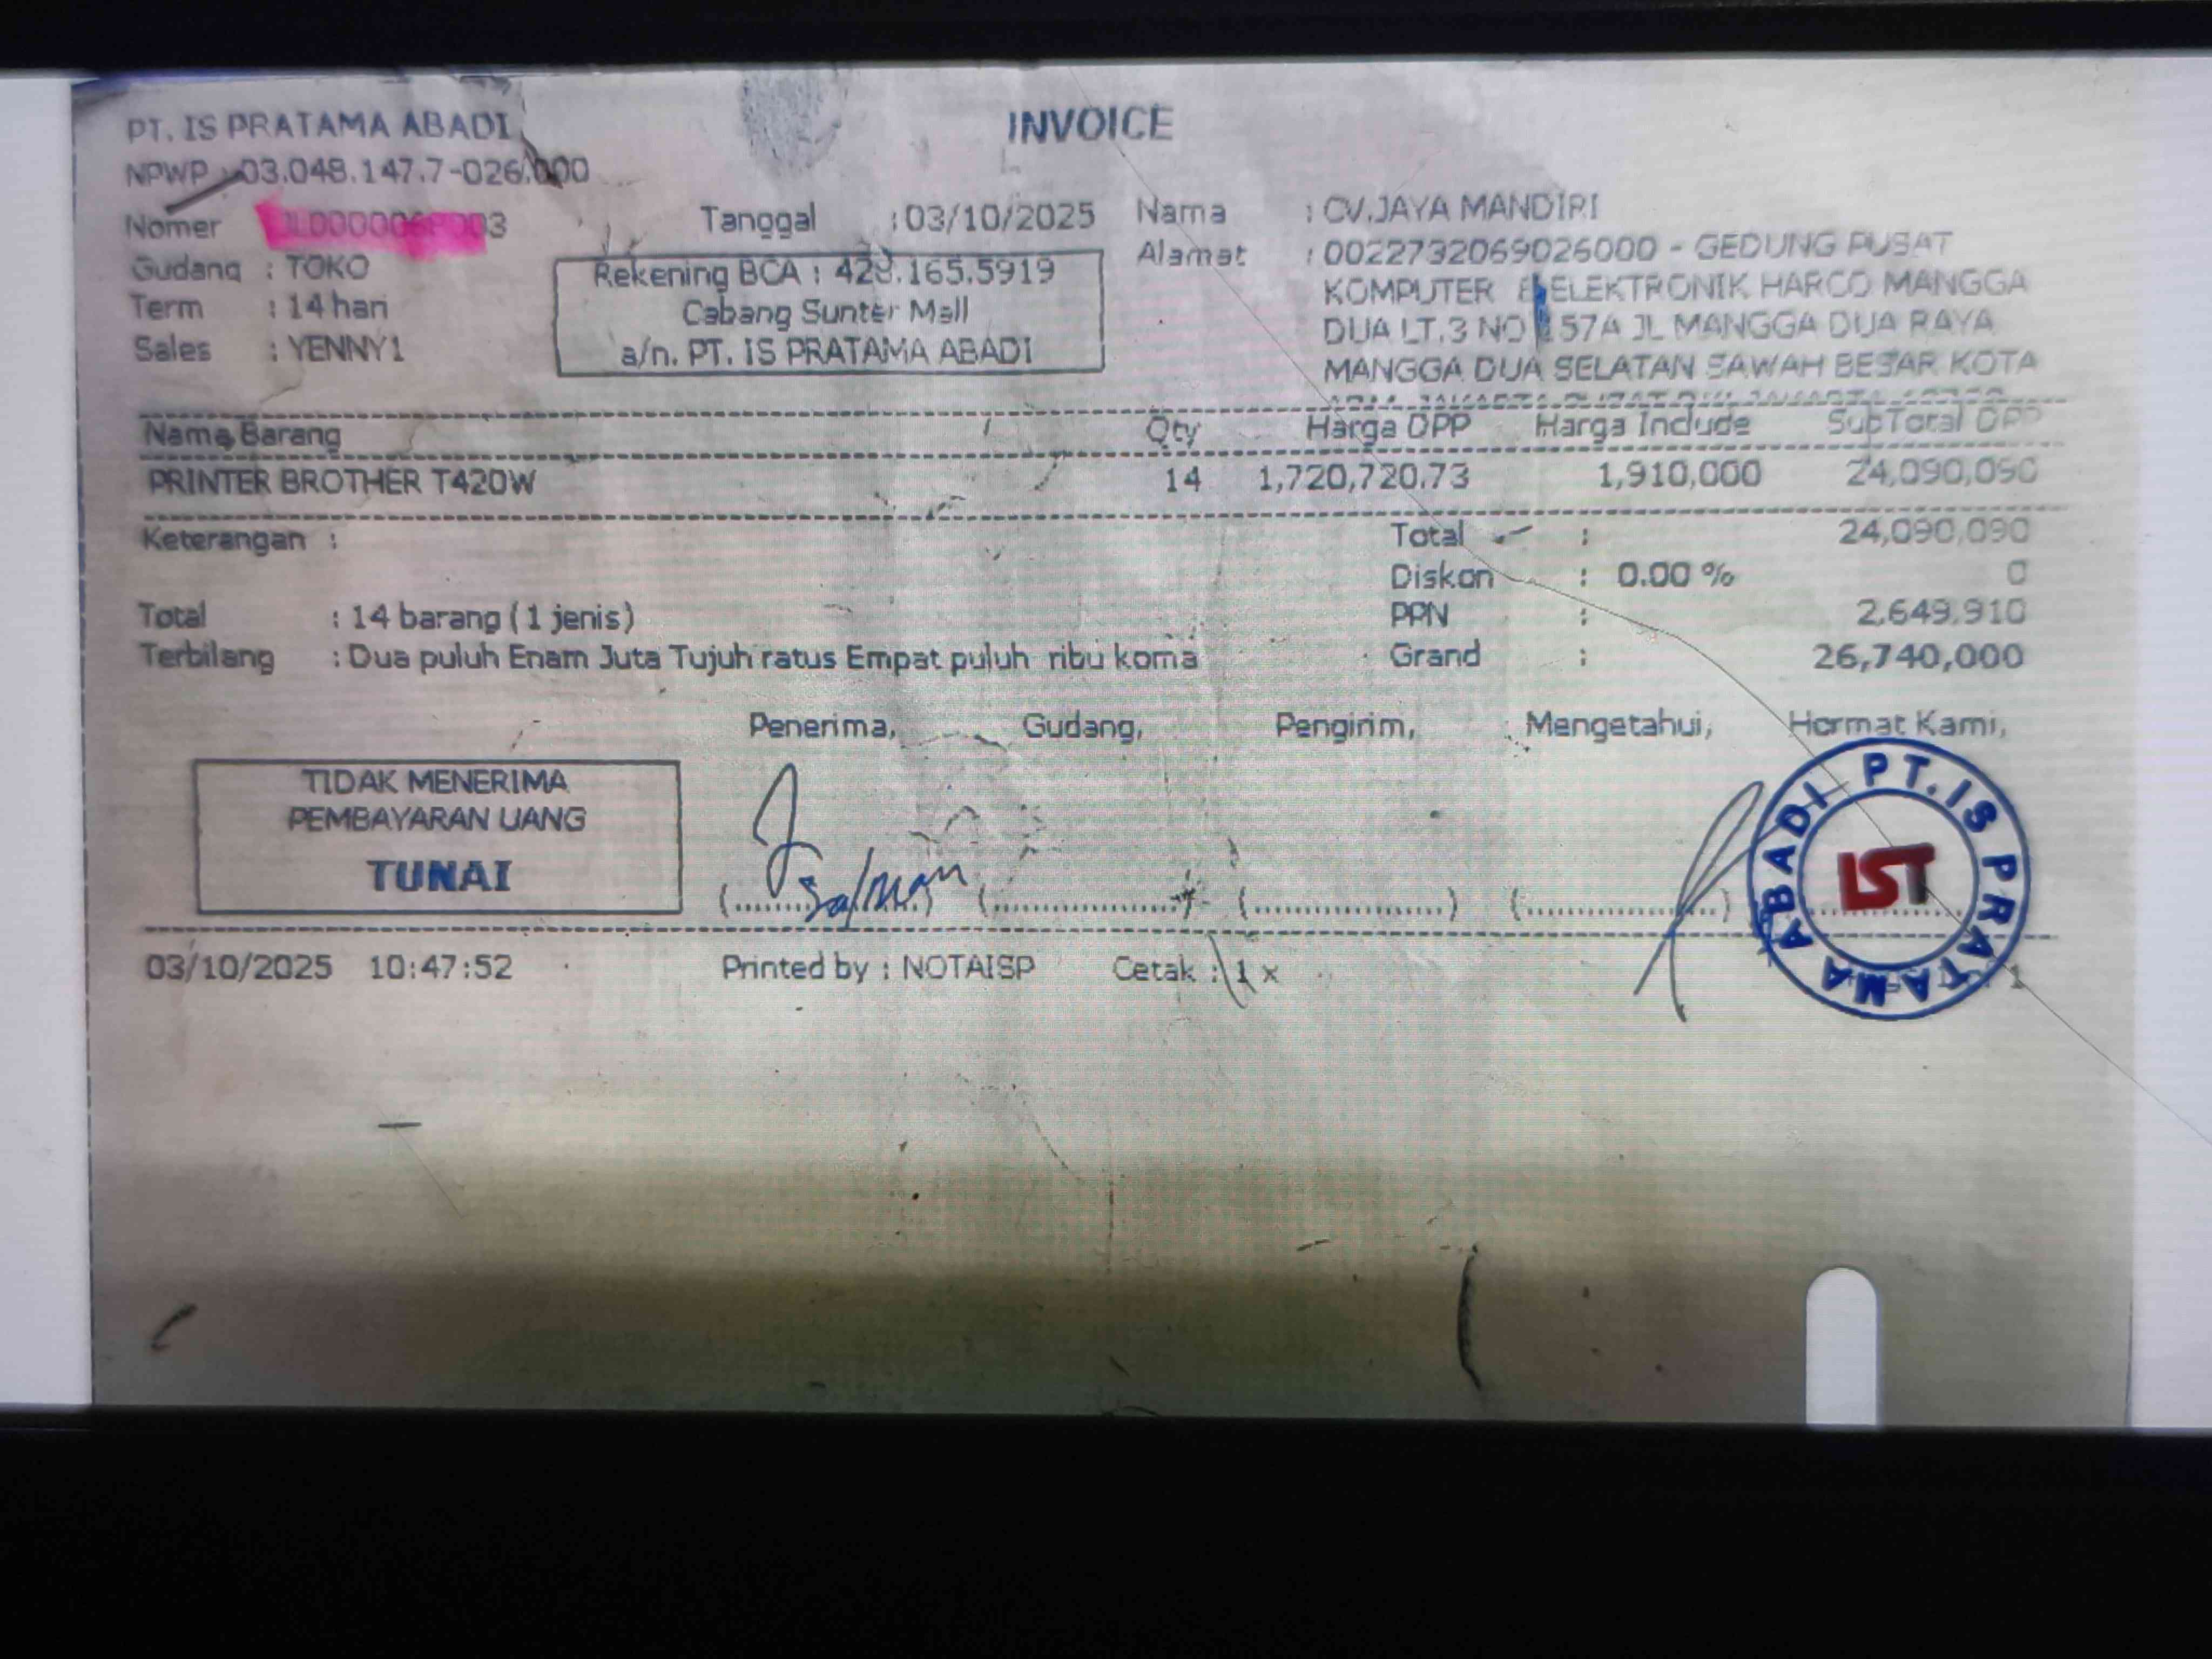 PT. IS PRATAMA ABADI
INVOICE
NPWP : 03.048.147.7-026.000
Nomer
Tanggal : 03/10/2025
Nama : CV.JAYA MANDIRI
Gudang : TOKO
Term : 14 hari
Sales : YENNY1
Rekening BCA : 428.165.5919
Cabang Sunter Mall
a/n. PT. IS PRATAMA ABADI
Alamat : 0022732069026000 - GEDUNG PUSAT
KOMPUTER ELEKTRONIK HARCO MANGGA
DUA LT.3 NO 57A JL MANGGA DUA RAYA
MANGGA DUA SELATAN SAWAH BESAR KOTA
Nama Barang Qty Harga DPP Harga Include SubTotal DPP
PRINTER BROTHER T420W 14 1,720,720.73 1,910,000 24,090,090
Keterangan :
Total : 24,090,090
Diskon : 0.00 % 0
Total : 14 barang ( 1 jenis)
PPN : 2,649,910
Terbilang : Dua puluh Enam Juta Tujuh ratus Empat puluh ribu koma
Grand : 26,740,000
Penerima, Gudang, Pengirim, Mengetahui, Hormat Kami,
TIDAK MENERIMA
PEMBAYARAN UANG
TUNAI
Salman
PT. IS PRATAMA ABADI
IST
03/10/2025 10:47:52 Printed by : NOTAISP Cetak : 1 x